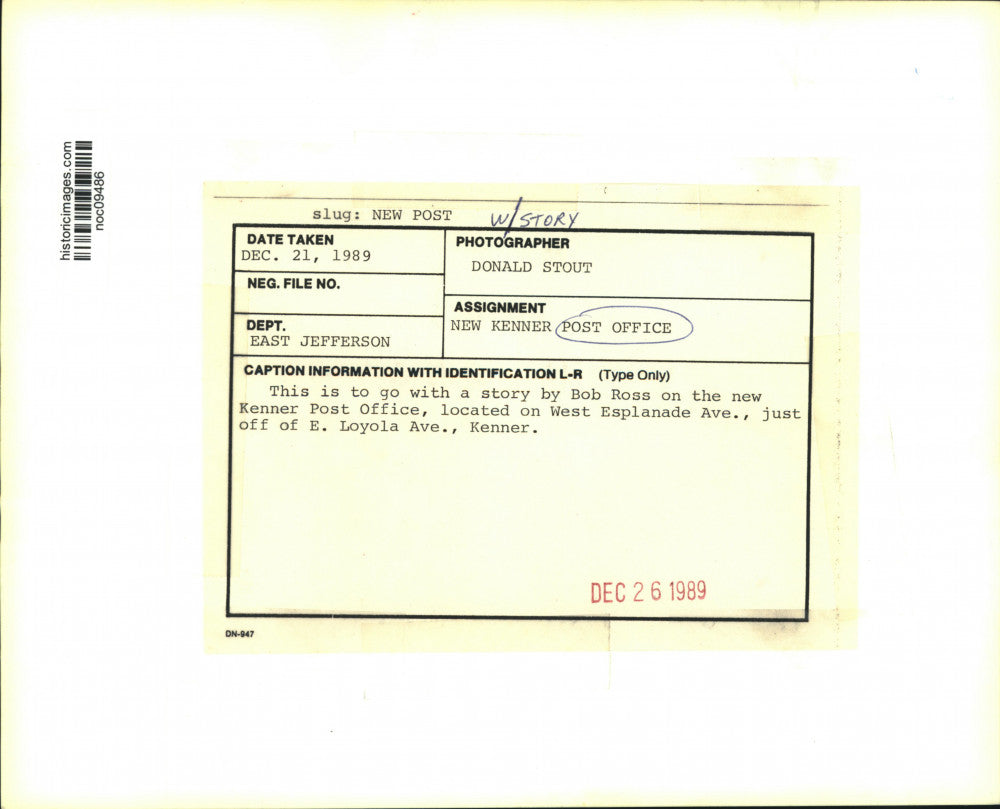 historicimages.com
noc09486
slug: NEW POST W/STORY
DATE TAKEN
DEC. 21, 1989
PHOTOGRAPHER
DONALD STOUT
NEG. FILE NO.
ASSIGNMENT
NEW KENNER POST OFFICE
DEPT.
EAST JEFFERSON
CAPTION INFORMATION WITH IDENTIFICATION L-R (Type Only)
This is to go with a story by Bob Ross on the new
Kenner Post Office, located on West Esplanade Ave., just
off of E. Loyola Ave., Kenner.
DEC 26 1989
DN-947